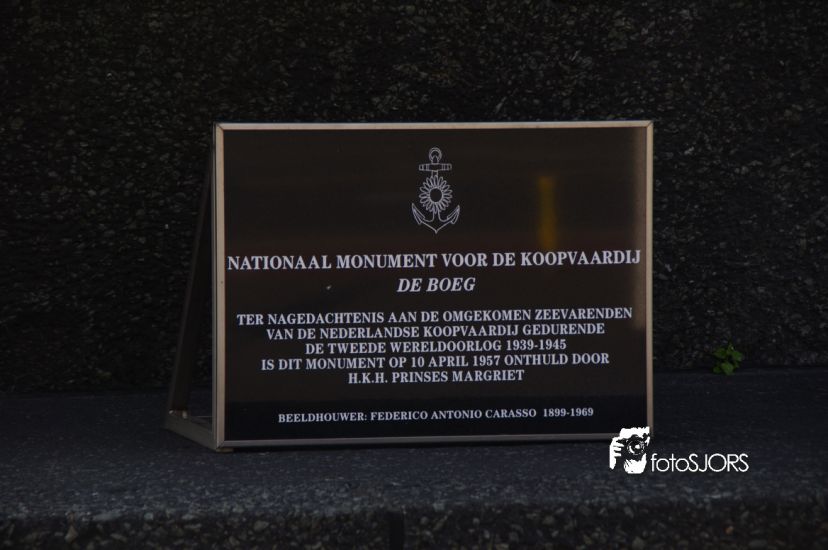 NATIONAAL MONUMENT VOOR DE KOOPVAARDIJ
DE BOEG
TER NAGEDACHTENIS AAN DE OMGEKOMEN ZEEVARENDEN
VAN DE NEDERLANDSE KOOPVAARDIJ GEDURENDE
DE TWEEDE WERELDOORLOG 1939-1945
IS DIT MONUMENT OP 10 APRIL 1957 ONTHULD DOOR
H.K.H. PRINSES MARGRIET
BEELDHOUWER: FEDERICO ANTONIO CARASSO 1899-1969
fotoSJORS